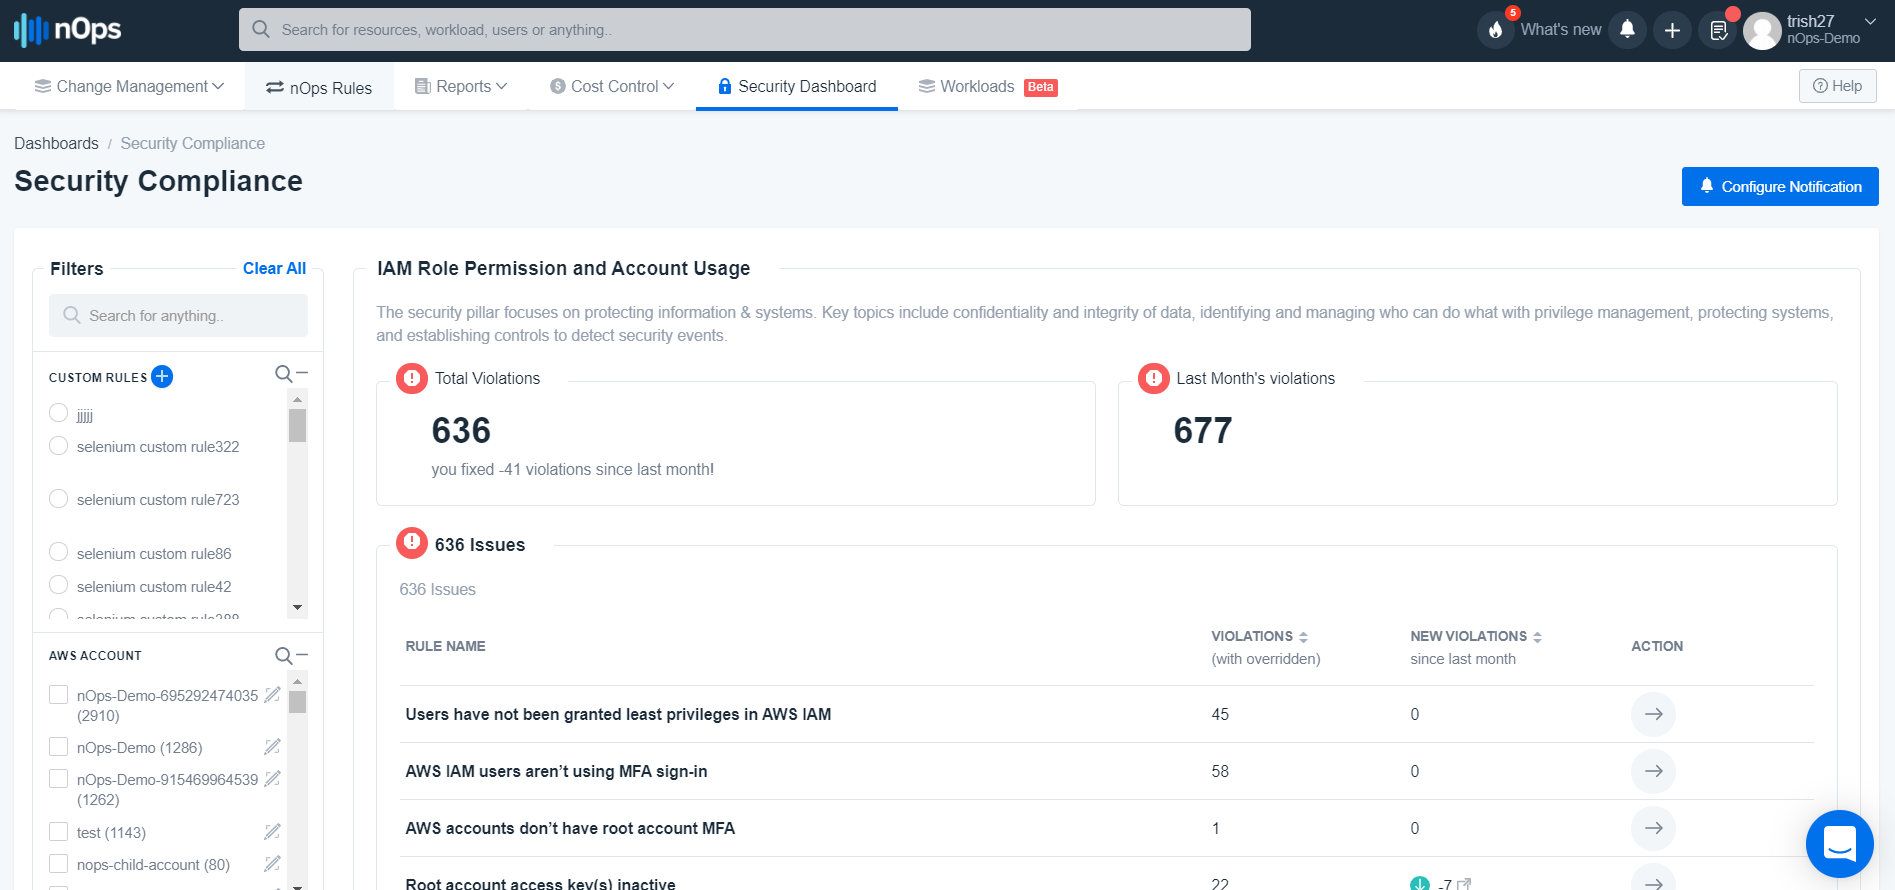 nOps
Search for resources, workload, users or anything..
5
What's new
trish27
nOps-Demo
Change Management
nOps Rules
Reports
Cost Control
Security Dashboard
Workloads Beta
Help
Dashboards / Security Compliance
Security Compliance
Configure Notification
Filters
Clear All
Search for anything..
CUSTOM RULES
jjjjj
selenium custom rule322
selenium custom rule723
selenium custom rule86
selenium custom rule42
selenium custom rule388
AWS ACCOUNT
nOps-Demo-695292474035
(2910)
nOps-Demo (1286)
nOps-Demo-915469964539
(1262)
test (1143)
nops-child-account (80)
IAM Role Permission and Account Usage
The security pillar focuses on protecting information & systems. Key topics include confidentiality and integrity of data, identifying and managing who can do what with privilege management, protecting systems,
and establishing controls to detect security events.
Total Violations
636
you fixed -41 violations since last month!
Last Month's violations
677
636 Issues
636 Issues
RULE NAME
VIOLATIONS
(with overridden)
NEW VIOLATIONS
since last month
ACTION
Users have not been granted least privileges in AWS IAM 45 0
AWS IAM users aren’t using MFA sign-in 58 0
AWS accounts don’t have root account MFA 1 0
Root account access key(s) inactive 22 -7